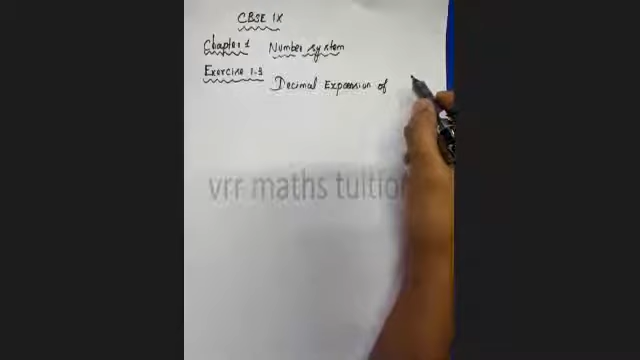 CBSE IX
Chapter 1 Number system
Exercise 1.3
Decimal Expansion of
vrr maths tuition